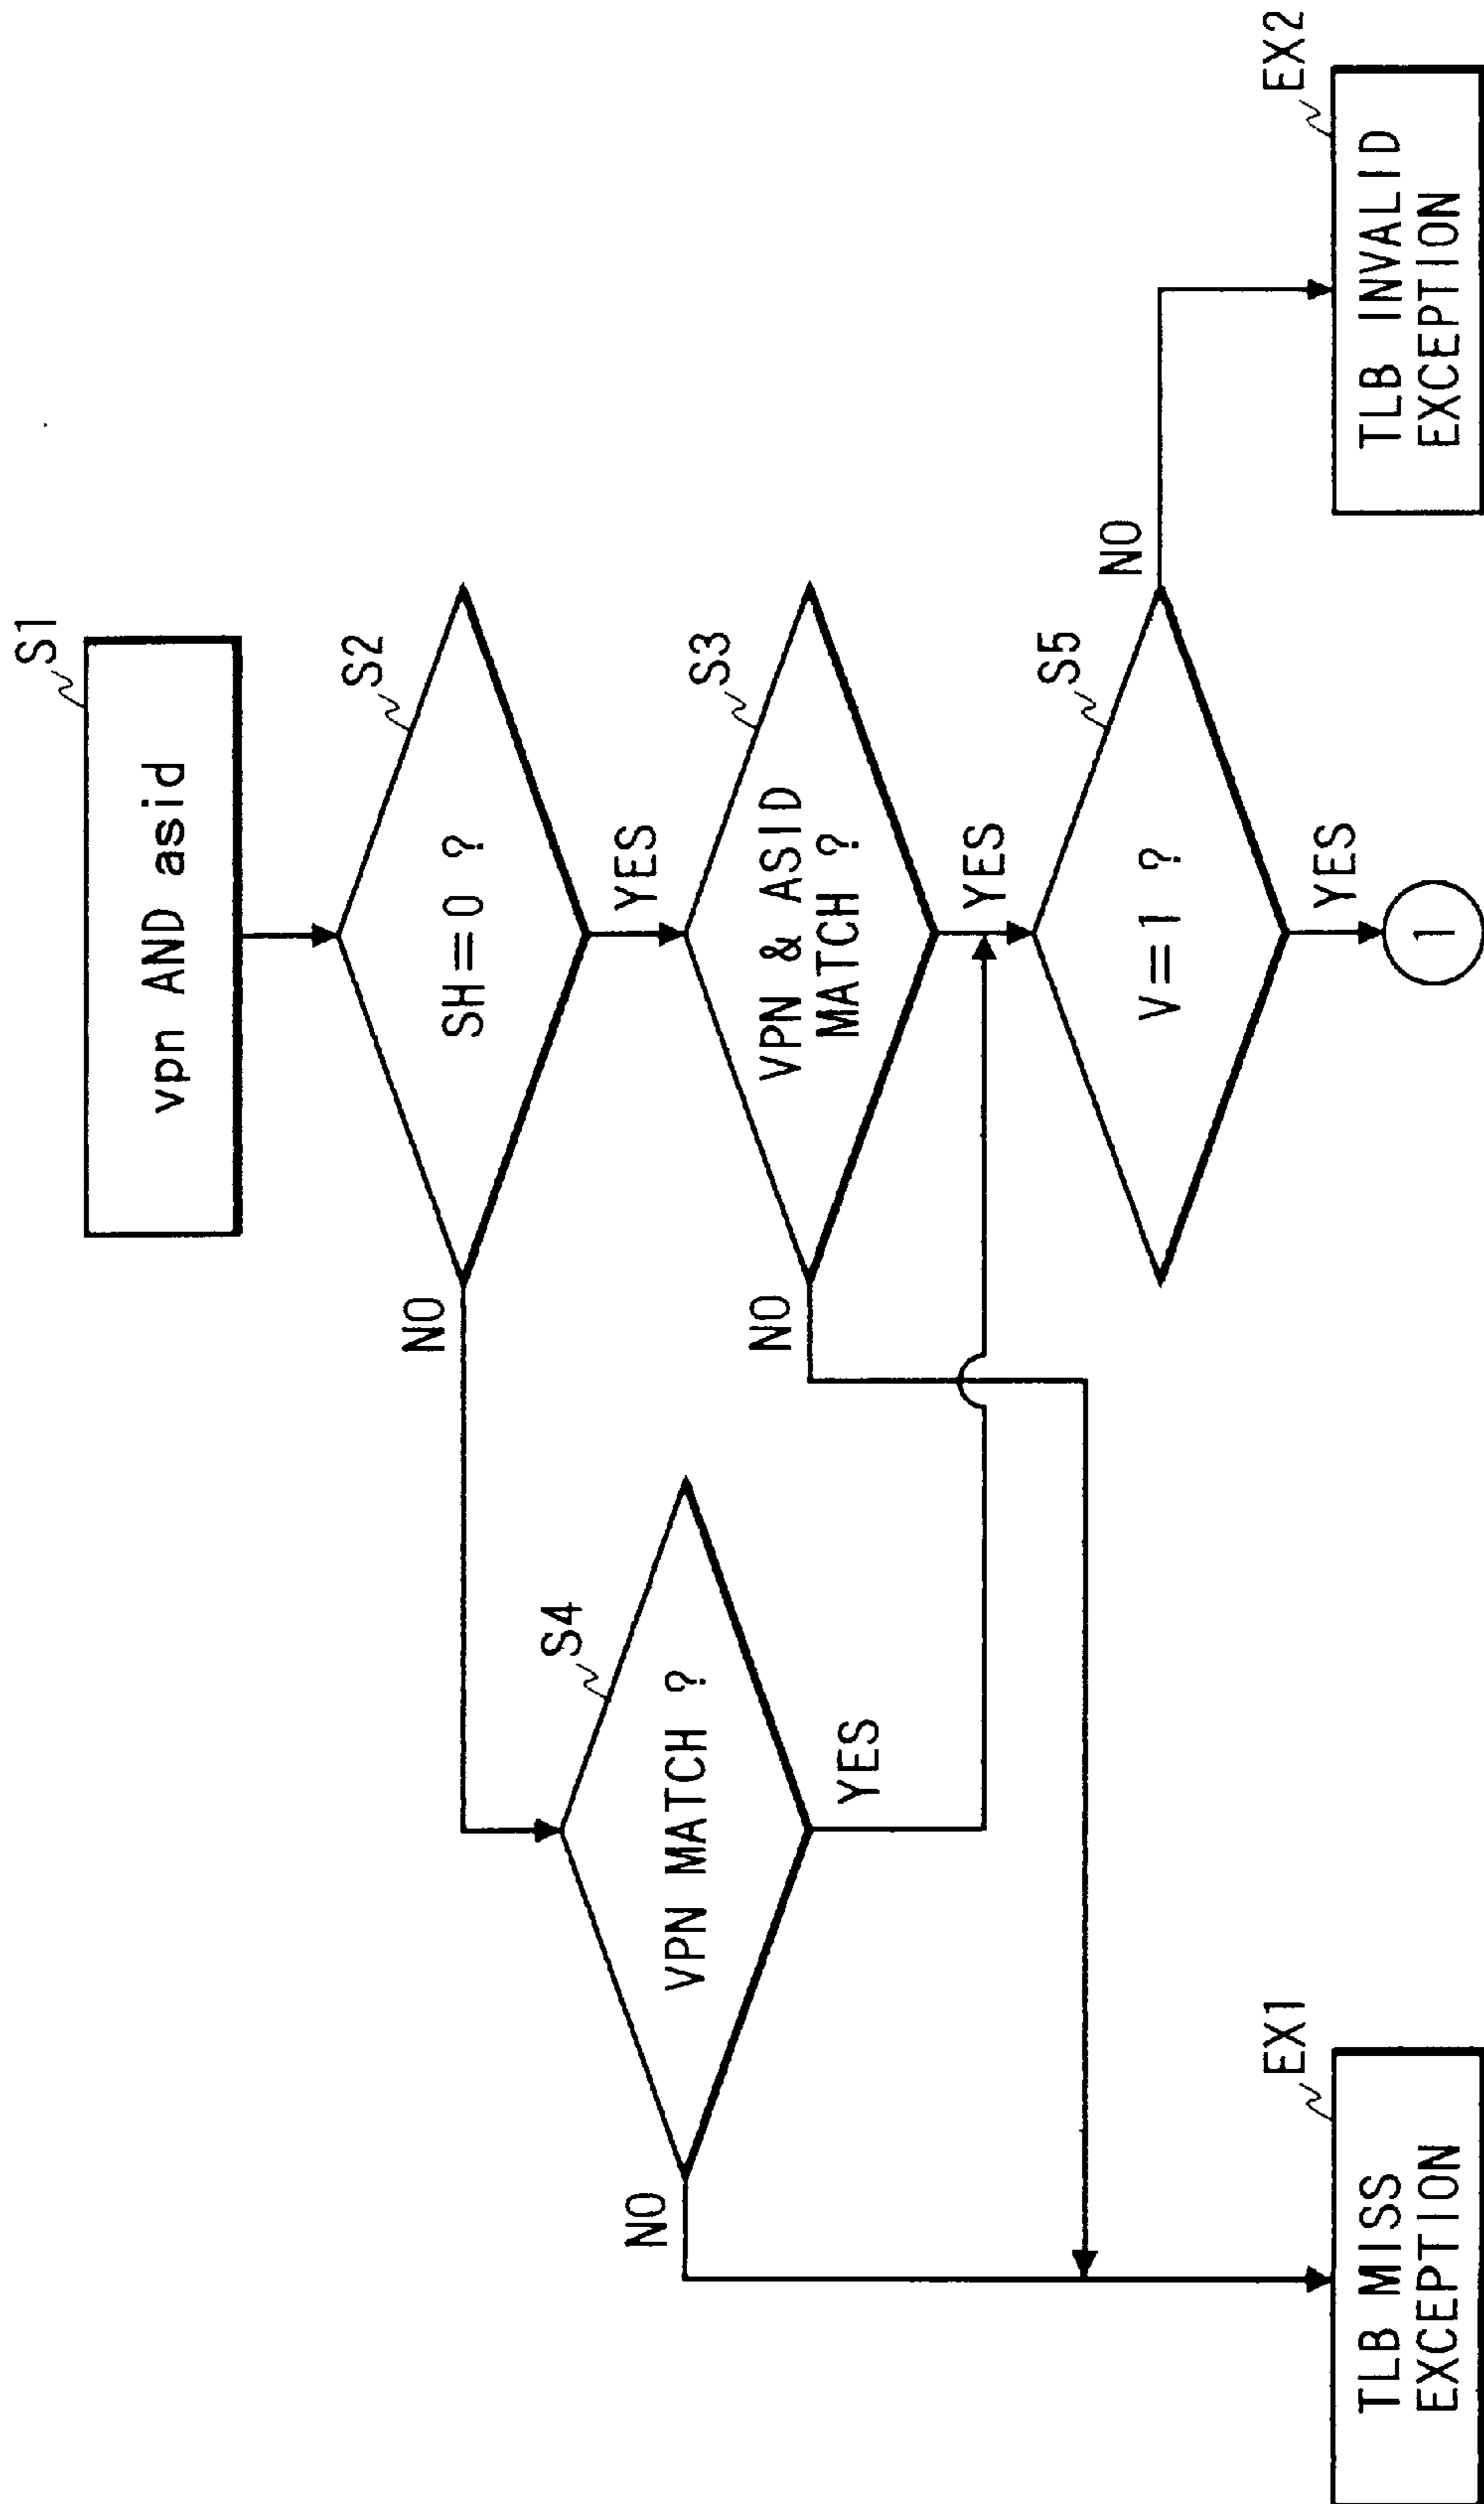 S1
vpn AND asid
S2
SH=0 ?
NO
YES
S4
VPN MATCH ?
NO
YES
S3
VPN & ASID
MATCH ?
NO
YES
S5
V=1 ?
NO
YES
EX1
TLB MISS
EXCEPTION
1
EX2
TLB INVALID
EXCEPTION